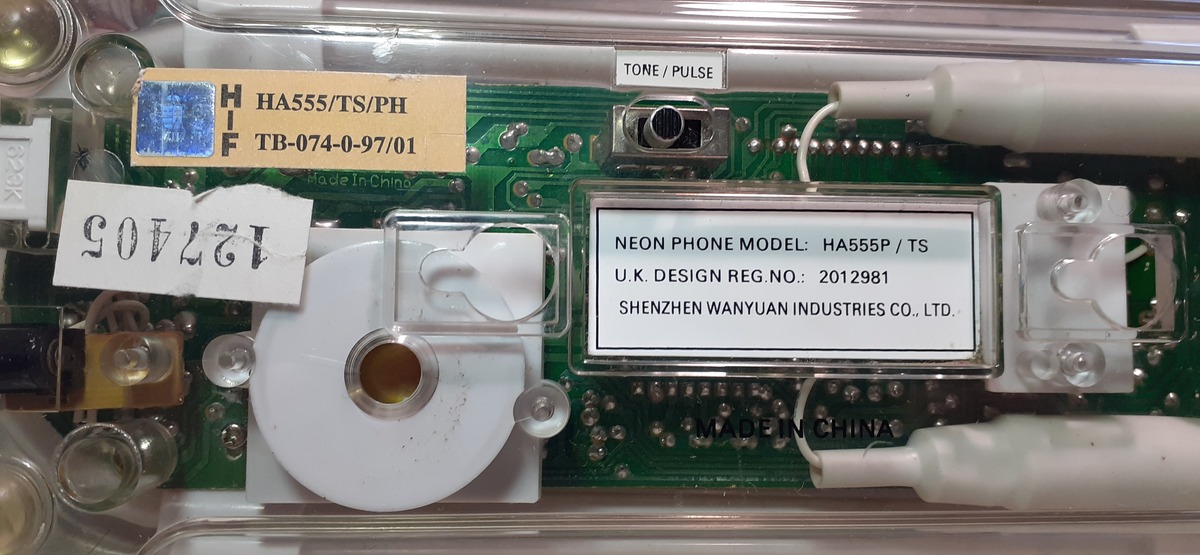 TONE / PULSE
HIF
HA555/TS/PH
TB-074-0-97/01
Made In China
127405
NEON PHONE MODEL: HA555P / TS
U.K. DESIGN REG.NO.: 2012981
SHENZHEN WANYUAN INDUSTRIES CO., LTD.
MADE IN CHINA